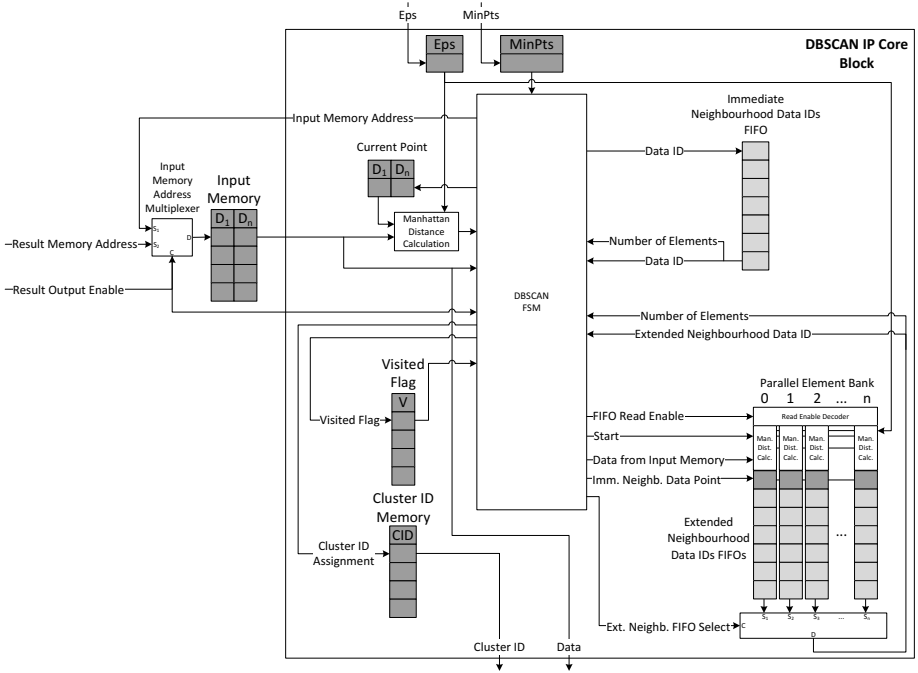 Eps
MinPts
DBSCAN IP Core
Block
Eps
MinPts
Input Memory Address
Immediate
Neighbourhood Data IDs
FIFO
Current Point
D1 Dn
Data ID
Input
Memory
Address
Multiplexer
Input
Memory
D1 Dn
Manhattan
Distance
Calculation
S1
S2
D
C
Result Memory Address
Number of Elements
Data ID
Result Output Enable
DBSCAN
FSM
Number of Elements
Extended Neighbourhood Data ID
Visited
Flag
V
Visited Flag
Parallel Element Bank
0 1 2 ... n
FIFO Read Enable
Read Enable Decoder
Start
Man.
Dist.
Calc.
Man.
Dist.
Calc.
Man.
Dist.
Calc.
Man.
Dist.
Calc.
Data from Input Memory
Imm. Neighb. Data Point
Cluster ID
Memory
CID
Extended
Neighbourhood
Data IDs FIFOs
...
Cluster ID
Assignment
Ext. Neighb. FIFO Select
C
S1 S2 S3 ... Sn
D
Cluster ID
Data